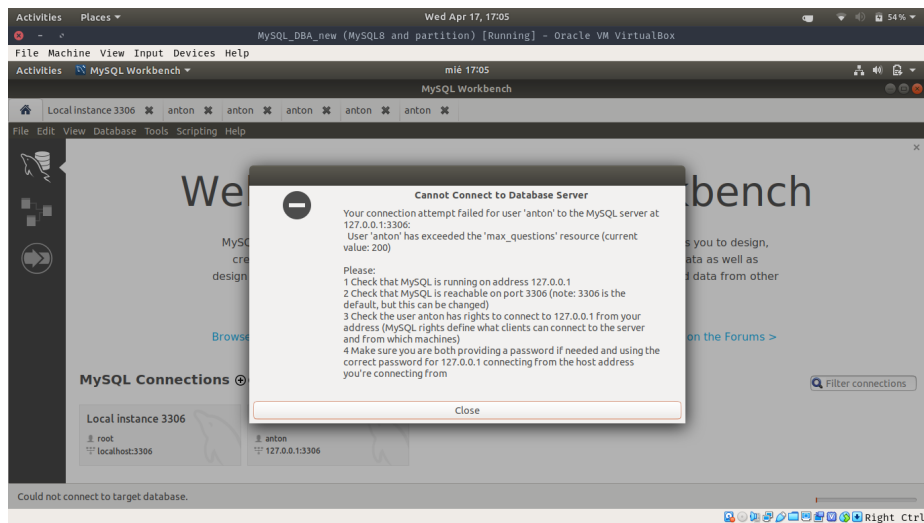 Activities Places Wed Apr 17, 17:05 54%
MySQL_DBA_new (MySQL8 and partition) [Running] - Oracle VM VirtualBox
File Machine View Input Devices Help
Activities MySQL Workbench mié 17:05
MySQL Workbench
Local instance 3306 anton anton anton anton anton
File Edit View Database Tools Scripting Help
We bench
Cannot Connect to Database Server
Your connection attempt failed for user 'anton' to the MySQL server at
127.0.0.1:3306:
User 'anton' has exceeded the 'max_questions' resource (current
value: 200)
Please:
1 Check that MySQL is running on address 127.0.0.1
2 Check that MySQL is reachable on port 3306 (note: 3306 is the
default, but this can be changed)
3 Check the user anton has rights to connect to 127.0.0.1 from your
address (MySQL rights define what clients can connect to the server
and from which machines)
4 Make sure you are both providing a password if needed and using the
correct password for 127.0.0.1 connecting from the host address
you're connecting from
Close
MySQ s you to design,
cre ata as well as
design d data from other
Browse on the Forums >
MySQL Connections
Filter connections
Local instance 3306
root
localhost:3306
anton
127.0.0.1:3306
Could not connect to target database.
Right Ctrl